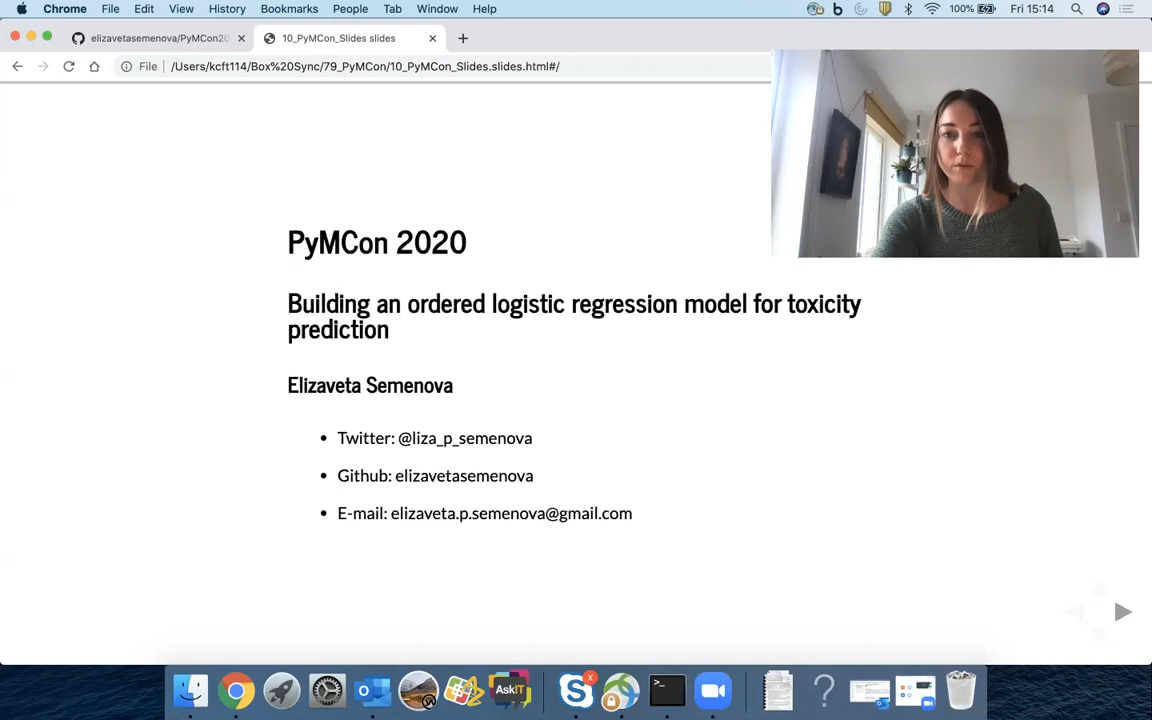 Chrome File Edit View History Bookmarks People Tab Window Help 100% Fri 15:14
elizavetasemenova/PyMCon20 10_PyMCon_Slides slides
File /Users/kcft114/Box%20Sync/79_PyMCon/10_PyMCon_Slides.slides.html#/
PyMCon 2020
Building an ordered logistic regression model for toxicity
prediction
Elizaveta Semenova
• Twitter: @liza_p_semenova
• Github: elizavetasemenova
• E-mail: elizaveta.p.semenova@gmail.com
AskIT